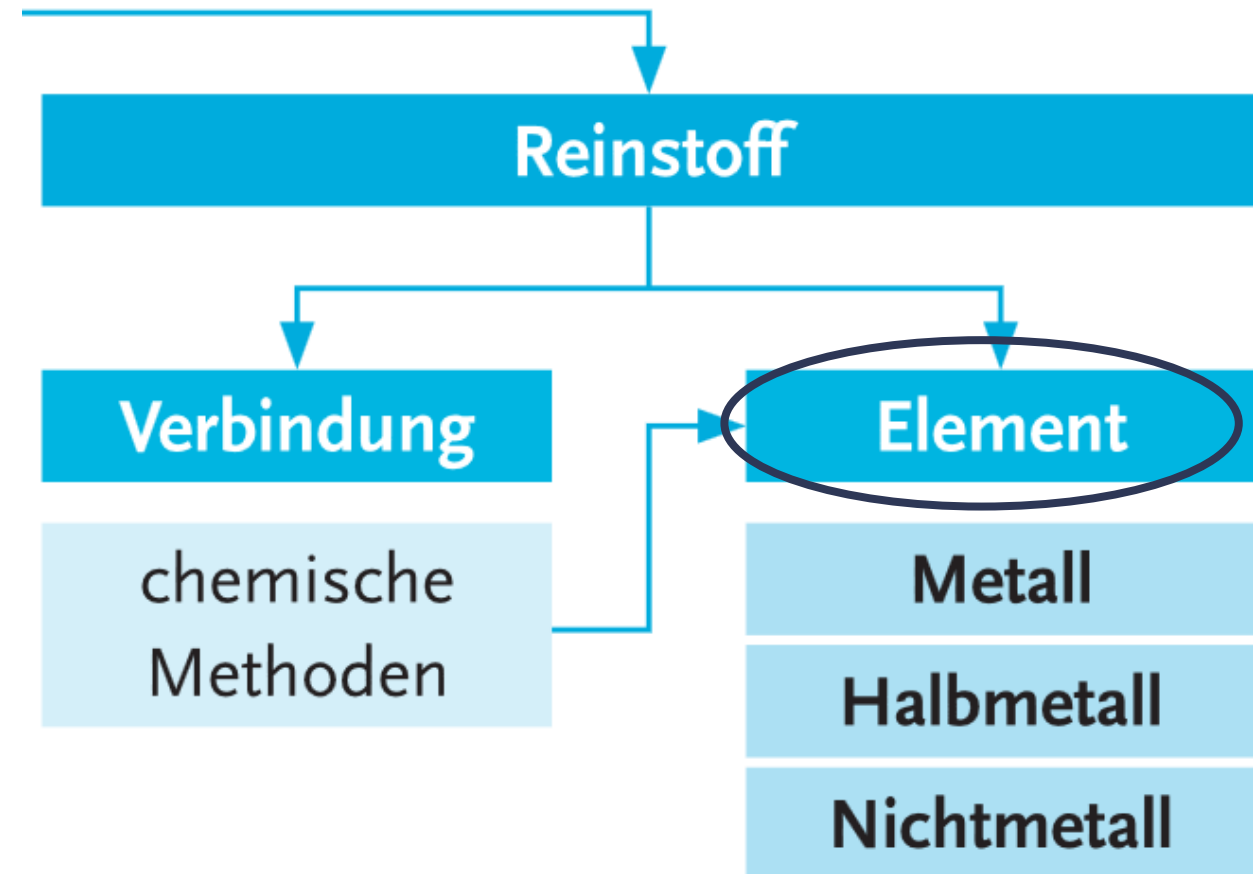 Reinstoff
Verbindung
Element
chemische
Methoden
Metall
Halbmetall
Nichtmetall